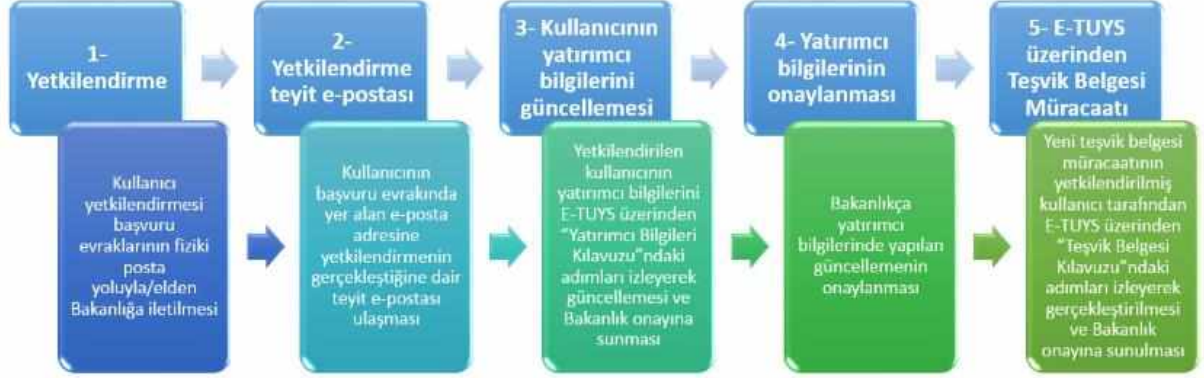 1-
Yetkilendirme
2-
Yetkilendirme
teyit e-postası
3- Kullanıcının
yatırımcı
bilgilerini
güncellemesi
4- Yatırımcı
bilgilerinin
onaylanması
5- E-TUYS
üzerinden
Teşvik Belgesi
Müracaatı
Kullanıcı
yetkilendirmesi
başvuru
evraklarının fiziki
posta
yoluyla/elden
Bakanlığa iletilmesi
Kullanıcının
başvuru evrakında
yer alan e-posta
adresine
yetkilendirmenin
gerçekleştiğine dair
teyit e-postası
ulaşması
Yetkilendirilen
kullanıcının
yatırımcı bilgilerini
E-TUYS üzerinden
"Yatırımcı Bilgileri
Kılavuzu"ndaki
adımları izleyerek
güncellemesi ve
Bakanlık onayına
sunması
Bakanlıkça
yatırımcı
bilgilerinde yapılan
güncellemenin
onaylanması
Yeni teşvik belgesi
müracaatının
yetkilendirilmiş
kullanıcı tarafından
E-TUYS üzerinden
"Teşvik Belgesi
Kılavuzu"ndaki
adımları izleyerek
gerçekleştirilmesi
ve Bakanlık
onayına sunulması